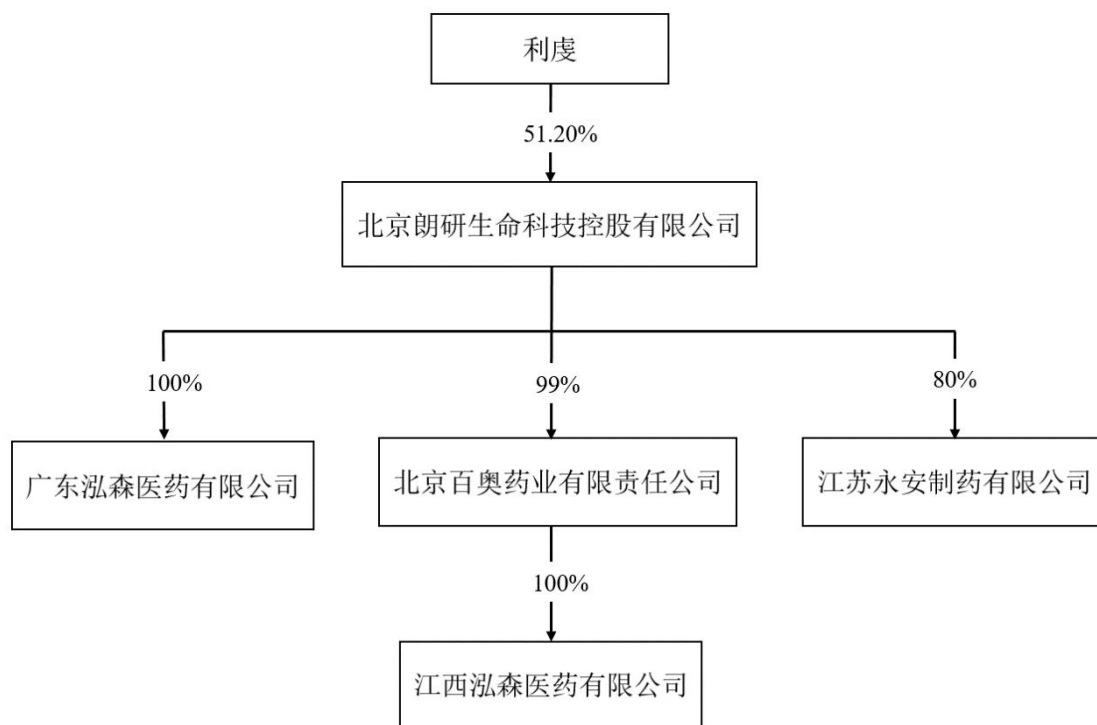 利虔
51.20%
北京朗研生命科技控股有限公司
100%
99%
80%
广东泓森医药有限公司
北京百奥药业有限责任公司
江苏永安制药有限公司
100%
江西泓森医药有限公司